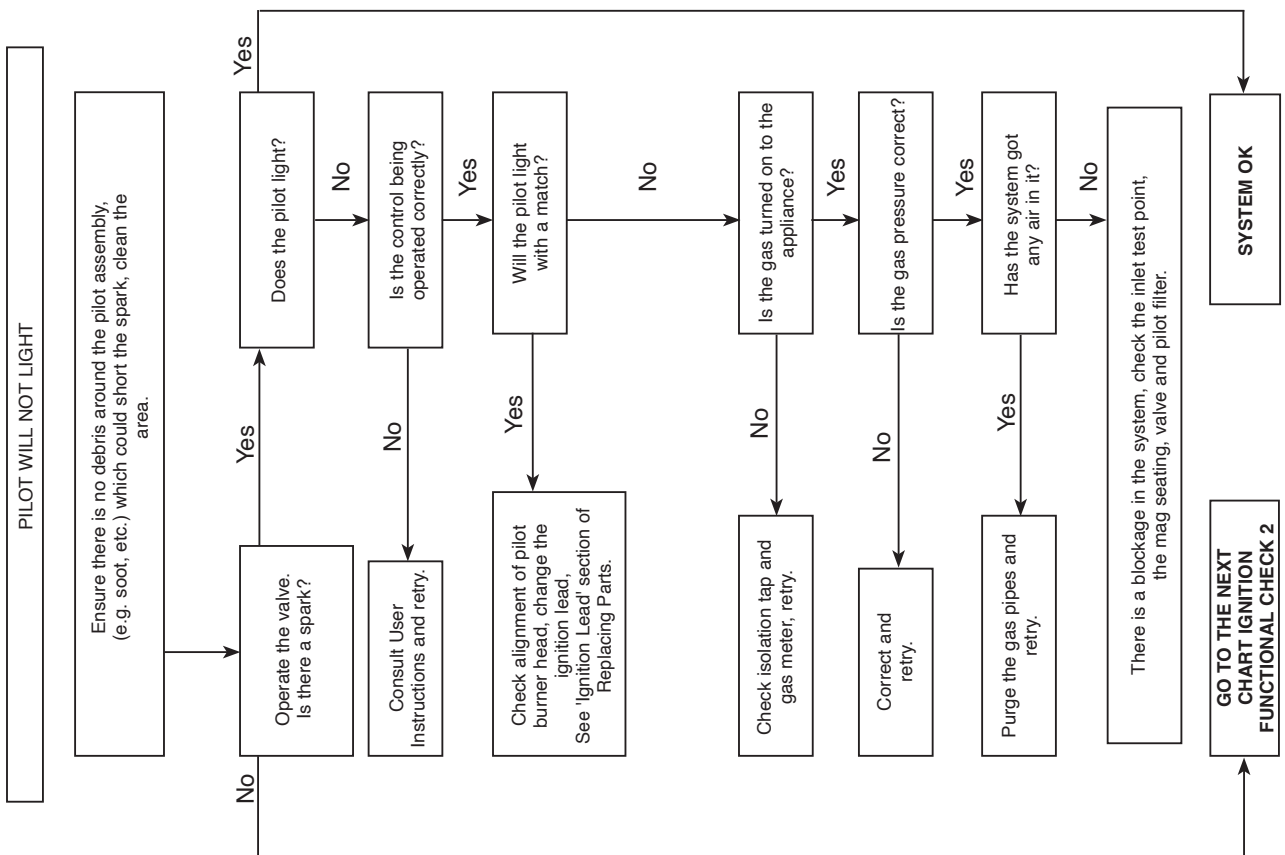 PILOT WILL NOT LIGHT
Ensure there is no debris around the pilot assembly,
(e.g. soot, etc.) which could short the spark, clean the
area.
Operate the valve.
Is there a spark?
Yes
No
Does the pilot light?
Yes
No
Is the control being
operated correctly?
No
Consult User
Instructions and retry.
Yes
Will the pilot light
with a match?
Yes
Check alignment of pilot
burner head, change the
ignition lead,
See 'Ignition Lead' section of
Replacing Parts.
No
Is the gas turned on to the
appliance?
No
Check isolation tap and
gas meter, retry.
Yes
Is the gas pressure correct?
No
Correct and
retry.
Yes
Has the system got
any air in it?
Yes
Purge the gas pipes and
retry.
No
There is a blockage in the system, check the inlet test point,
the mag seating, valve and pilot filter.
GO TO THE NEXT
CHART IGNITION
FUNCTIONAL CHECK 2
SYSTEM OK